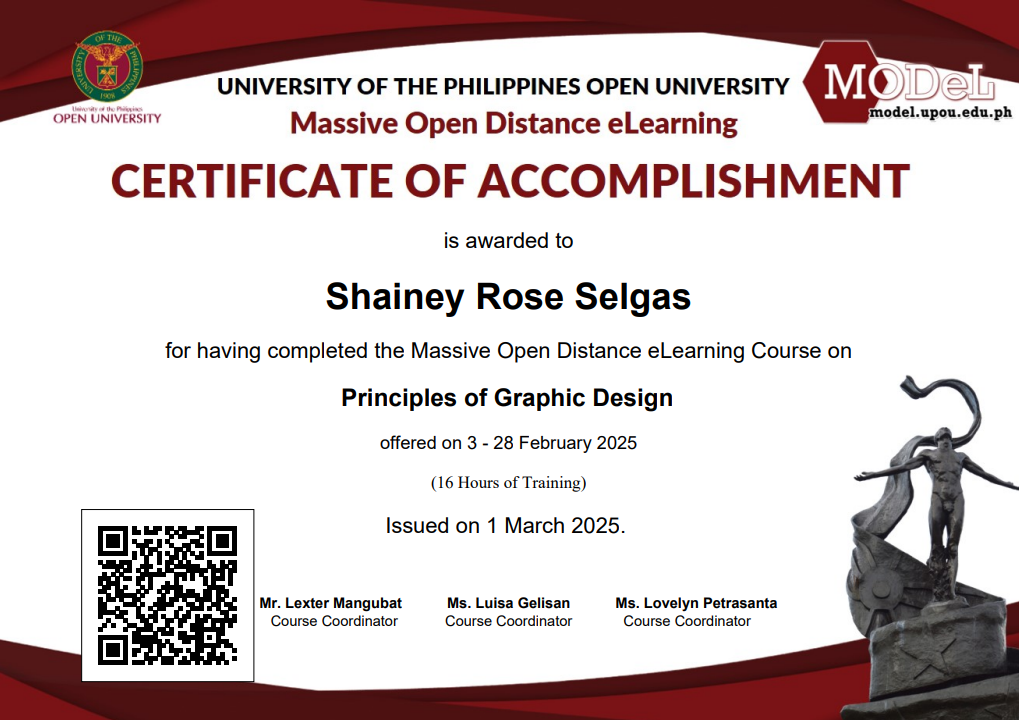 UNIVERSITY OF THE PHILIPPINES
1908
University of the Philippines
OPEN UNIVERSITY
UNIVERSITY OF THE PHILIPPINES OPEN UNIVERSITY
Massive Open Distance eLearning
MODeL
model.upou.edu.ph
CERTIFICATE OF ACCOMPLISHMENT
is awarded to
Shainey Rose Selgas
for having completed the Massive Open Distance eLearning Course on
Principles of Graphic Design
offered on 3 - 28 February 2025
(16 Hours of Training)
Issued on 1 March 2025.
Mr. Lexter Mangubat
Course Coordinator
Ms. Luisa Gelisan
Course Coordinator
Ms. Lovelyn Petrasanta
Course Coordinator